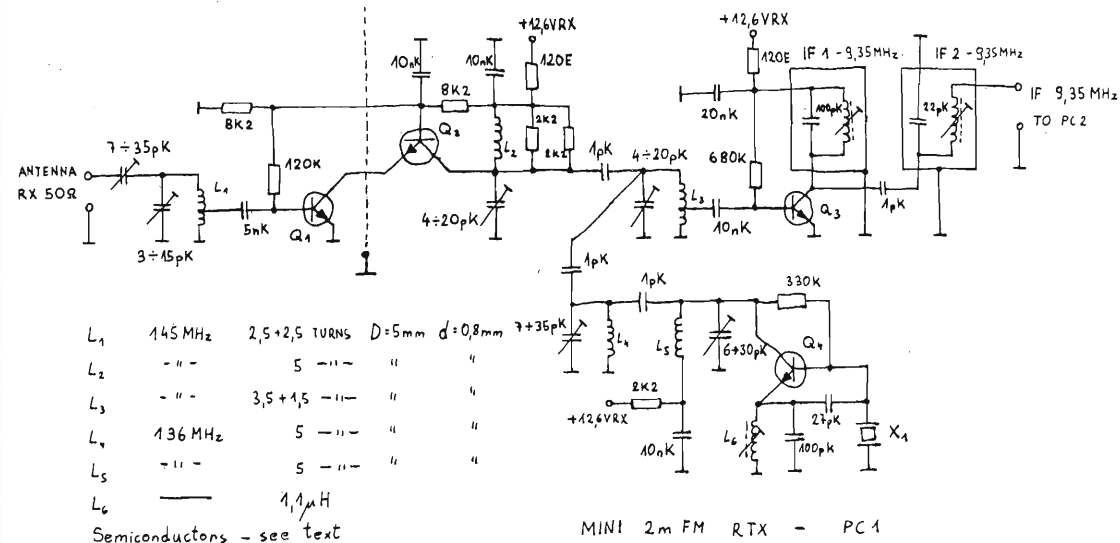 +12,6VRX
10nK
10nK
120E
8K2
8K2
Q2
L2
2K2
2K2
7÷35pK
ANTENNA
RX 50Ω
L1
120K
5nK
Q1
3÷15pK
4÷20pK
1pK
4÷20pK
L3
10nK
+12,6VRX
120E
20nK
680K
Q3
IF 1 - 9,35MHz
100pK
IF 2 - 9,35MHz
22pK
1pK
IF 9,35 MHz
TO PC2
1pK
1pK
330K
7÷35pK
L4
L5
6÷30pK
Q4
2K2
+12,6VRX
10nK
L6
100pK
27pK
X1
L1 145 MHz 2,5+2,5 TURNS D=5mm d=0,8mm
L2 -"- 5 -"- " "
L3 -"- 3,5+1,5 -"- " "
L4 136 MHz 5 -"- " "
L5 -"- 5 -"- " "
L6 — 1,1µH
Semiconductors - see text
MINI 2m FM RTX - PC1